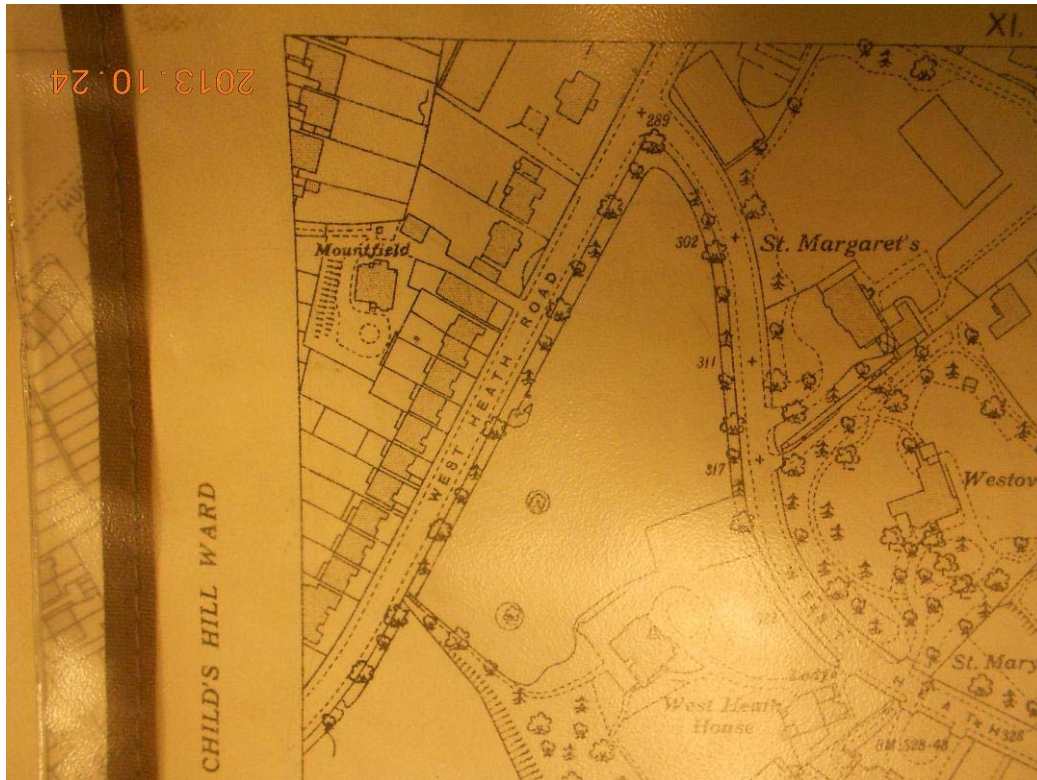 XI.
2013.10.24
289
302
St. Margaret's
Mountfield
WEST HEATH ROAD
311
317
Westov
CHILD'S HILL WARD
St. Mary
West Heath
House
Lodge
328
BM.328.48